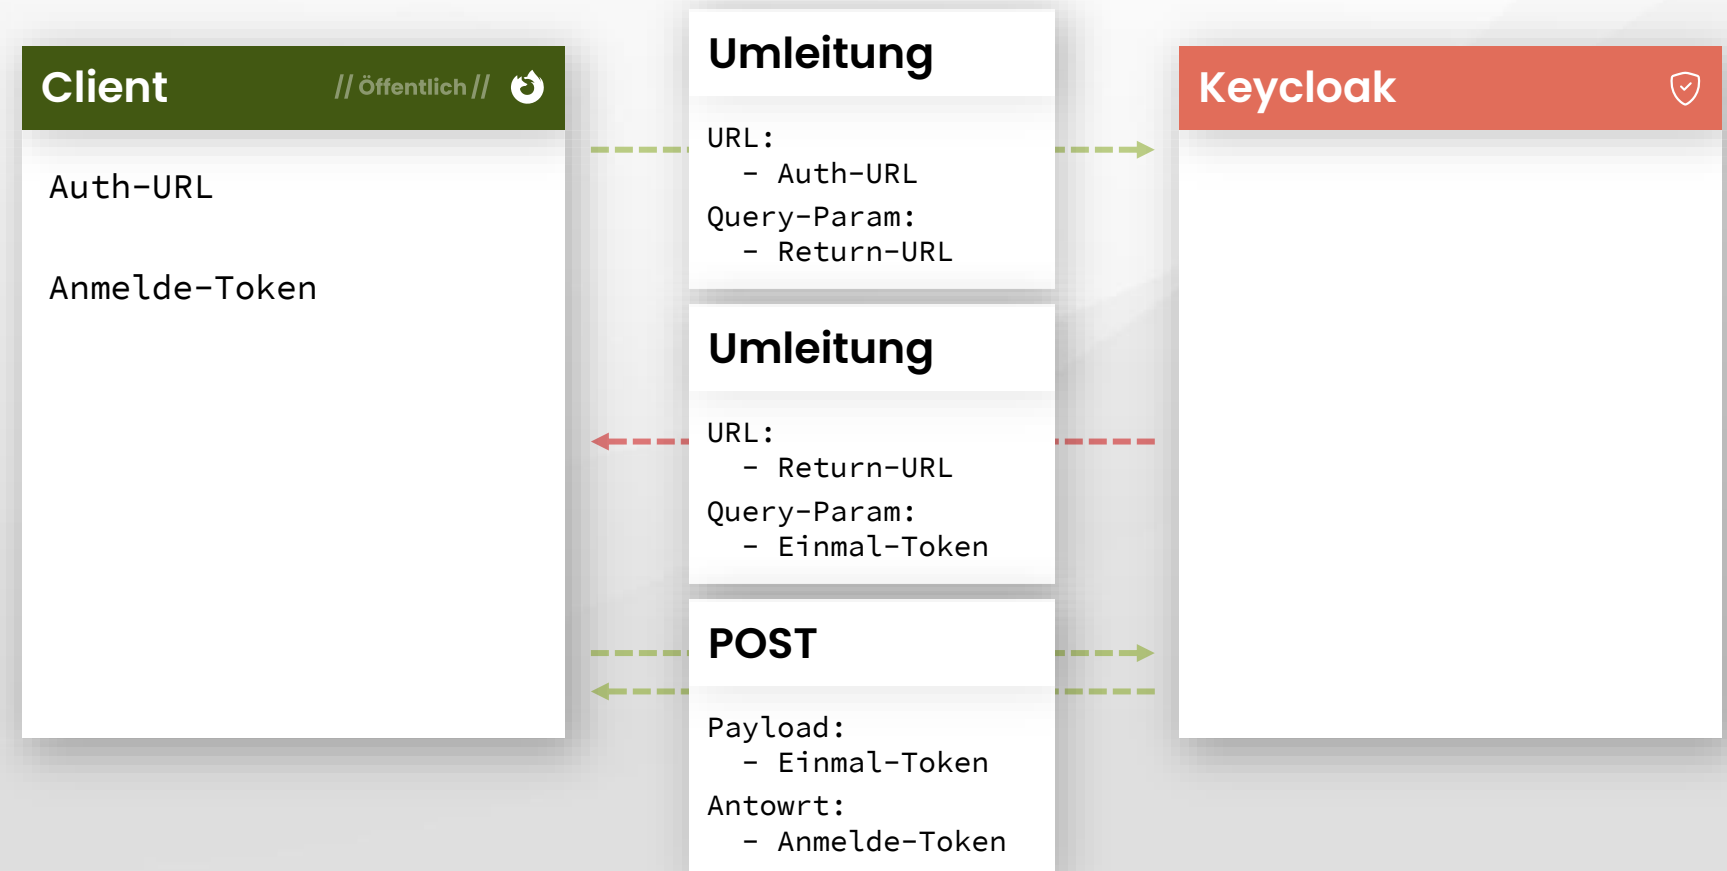 Client
// Öffentlich //
Auth-URL
Anmelde-Token
Umleitung
URL:
- Auth-URL
Query-Param:
- Return-URL
Umleitung
URL:
- Return-URL
Query-Param:
- Einmal-Token
POST
Payload:
- Einmal-Token
Antowrt:
- Anmelde-Token
Keycloak